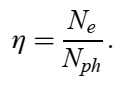 η = N_e / N_ph.